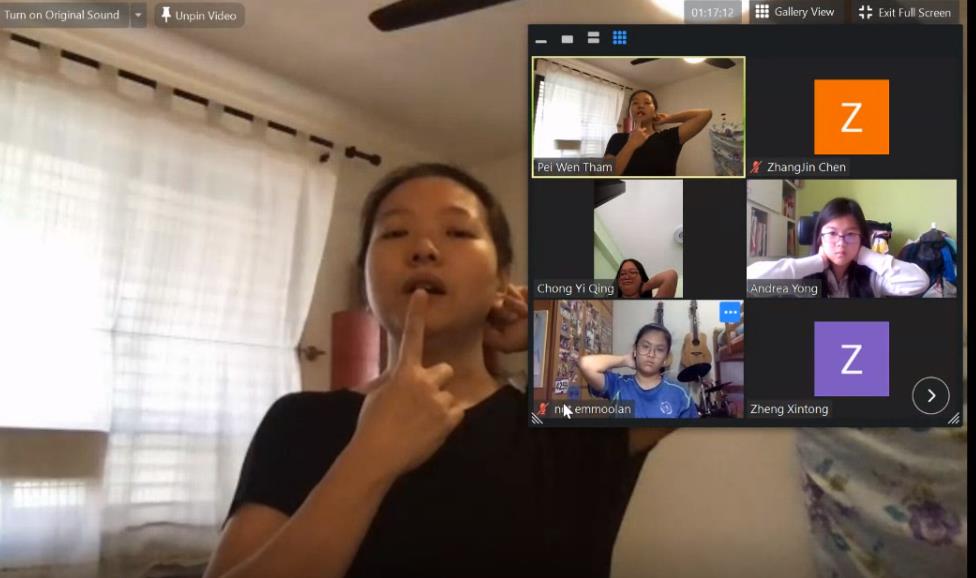 Turn on Original Sound
Unpin Video
01:17:12
Gallery View
Exit Full Screen
Pei Wen Tham
Z
ZhangJin Chen
Chong Yi Qing
Andrea Yong
emmoolan
Z
Zheng Xintong